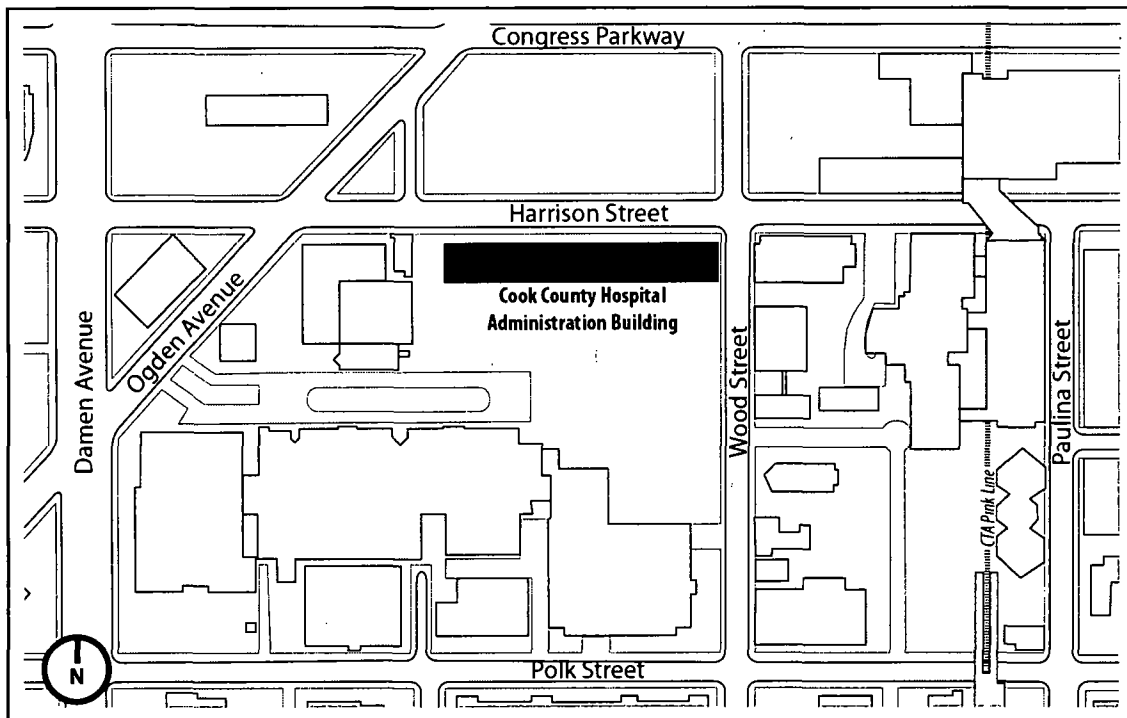 Congress Parkway
Harrison Street
Cook County Hospital
Administration Building
Ogden Avenue
Damen Avenue
Wood Street
Paulina Street
CTA Pink Line
Polk Street
N